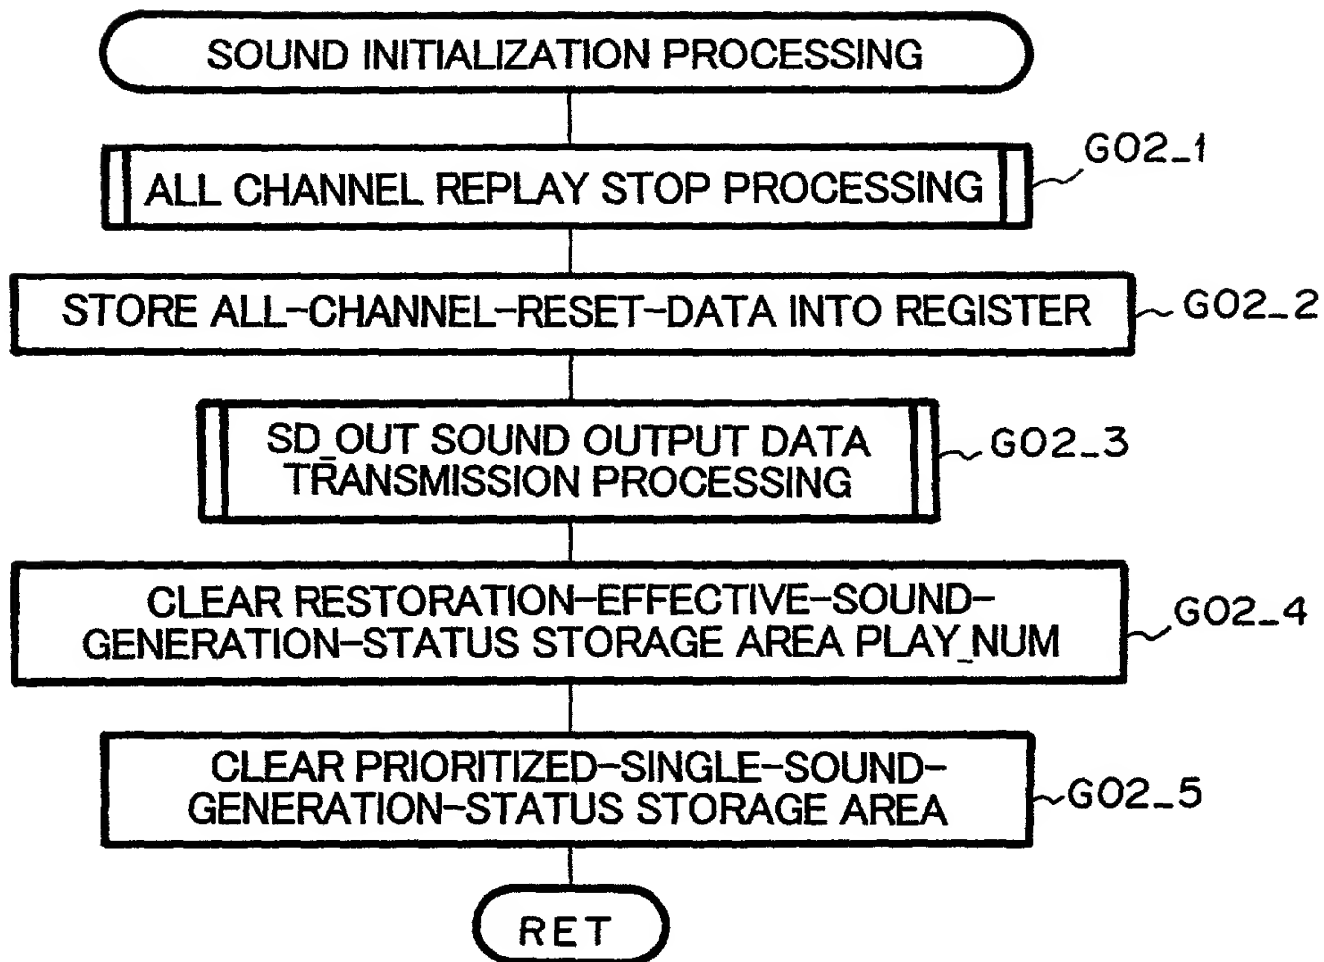 SOUND INITIALIZATION PROCESSING
ALL CHANNEL REPLAY STOP PROCESSING
G02_1
STORE ALL-CHANNEL-RESET-DATA INTO REGISTER
G02_2
SD_OUT SOUND OUTPUT DATA
TRANSMISSION PROCESSING
G02_3
CLEAR RESTORATION-EFFECTIVE-SOUND-
GENERATION-STATUS STORAGE AREA PLAY_NUM
G02_4
CLEAR PRIORITIZED-SINGLE-SOUND-
GENERATION-STATUS STORAGE AREA
G02_5
RET